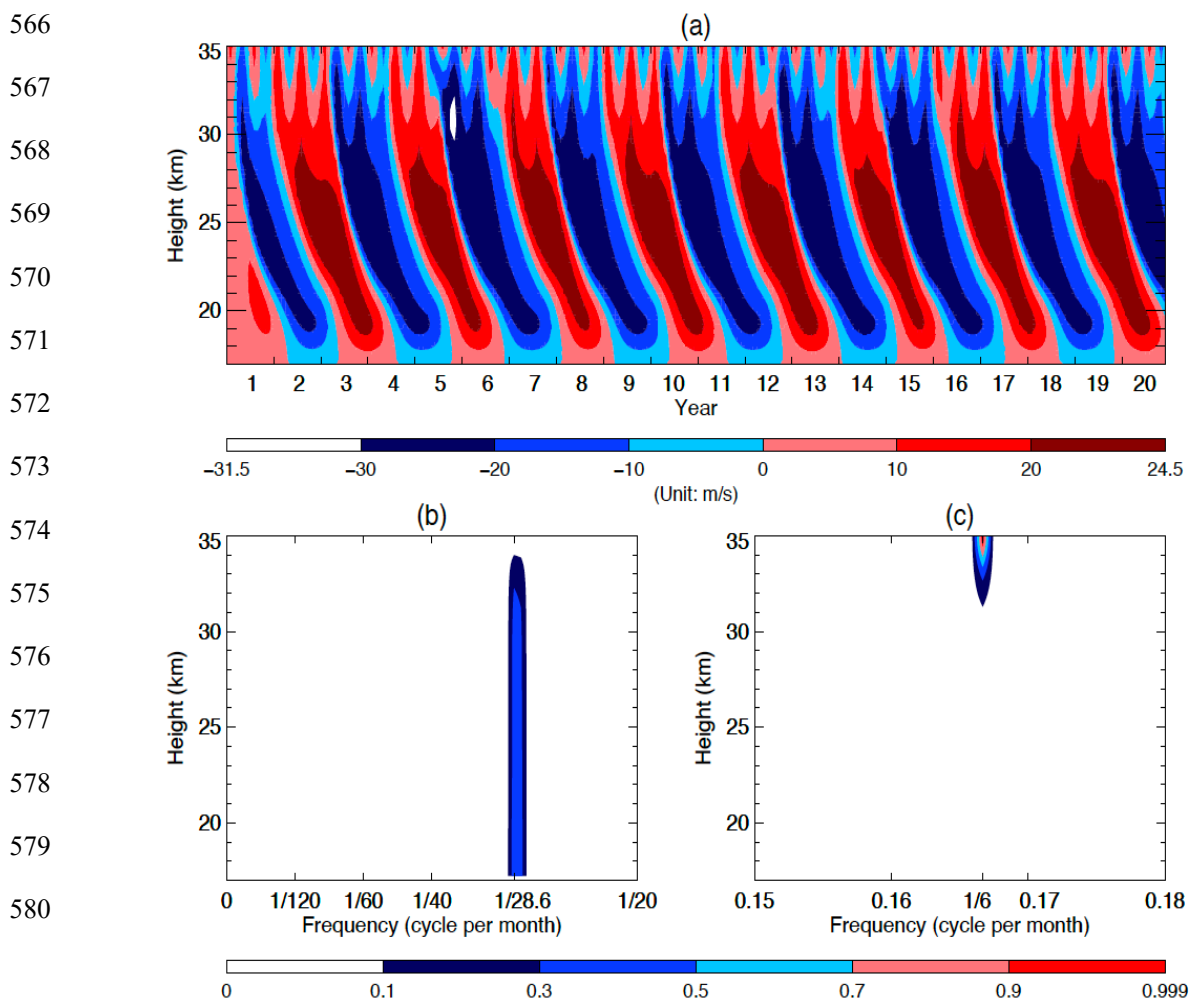 566
567
568
569
570
571
572
573
574
575
576
577
578
579
580
(a)
35
30
25
20
Height (km)
1 2 3 4 5 6 7 8 9 10 11 12 13 14 15 16 17 18 19 20
Year
−31.5 −30 −20 −10 0 10 20 24.5
(Unit: m/s)
(b)
35
30
25
20
Height (km)
0 1/120 1/60 1/40 1/28.6 1/20
Frequency (cycle per month)
(c)
35
30
25
20
Height (km)
0.15 0.16 1/6 0.17 0.18
Frequency (cycle per month)
0 0.1 0.3 0.5 0.7 0.9 0.999